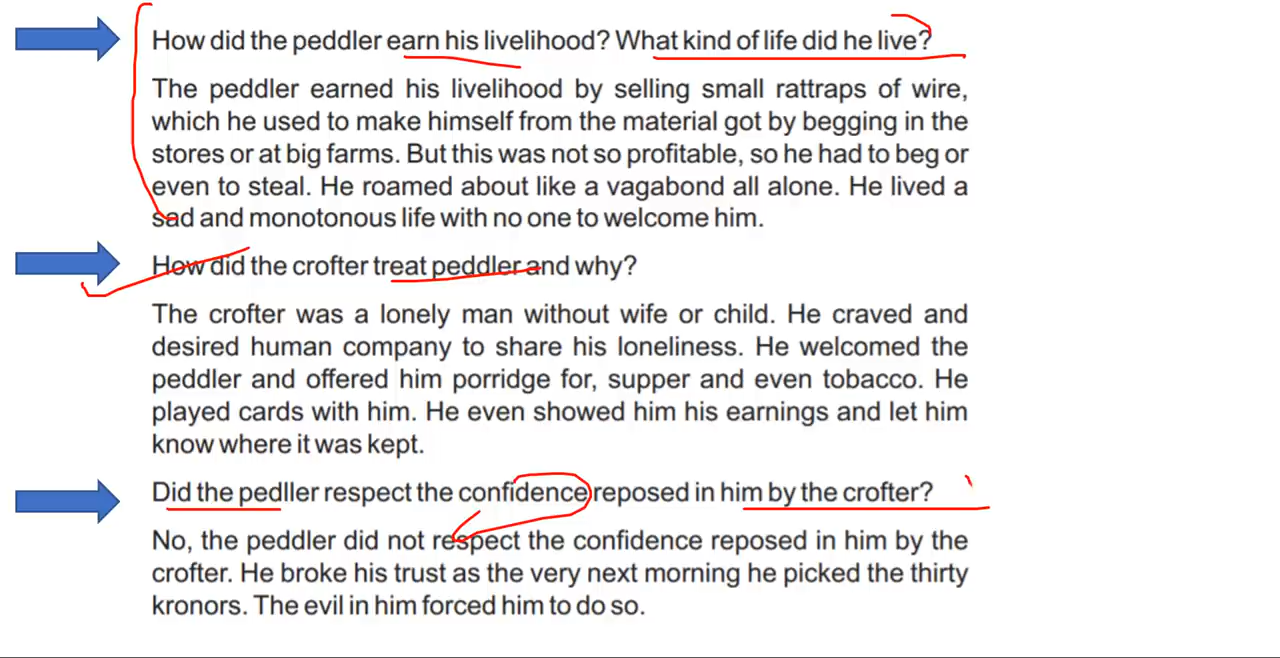 How did the peddler earn his livelihood? What kind of life did he live?
The peddler earned his livelihood by selling small rattraps of wire,
which he used to make himself from the material got by begging in the
stores or at big farms. But this was not so profitable, so he had to beg or
even to steal. He roamed about like a vagabond all alone. He lived a
sad and monotonous life with no one to welcome him.
How did the crofter treat peddler and why?
The crofter was a lonely man without wife or child. He craved and
desired human company to share his loneliness. He welcomed the
peddler and offered him porridge for, supper and even tobacco. He
played cards with him. He even showed him his earnings and let him
know where it was kept.
Did the pedller respect the confidence reposed in him by the crofter?
No, the peddler did not respect the confidence reposed in him by the
crofter. He broke his trust as the very next morning he picked the thirty
kronors. The evil in him forced him to do so.